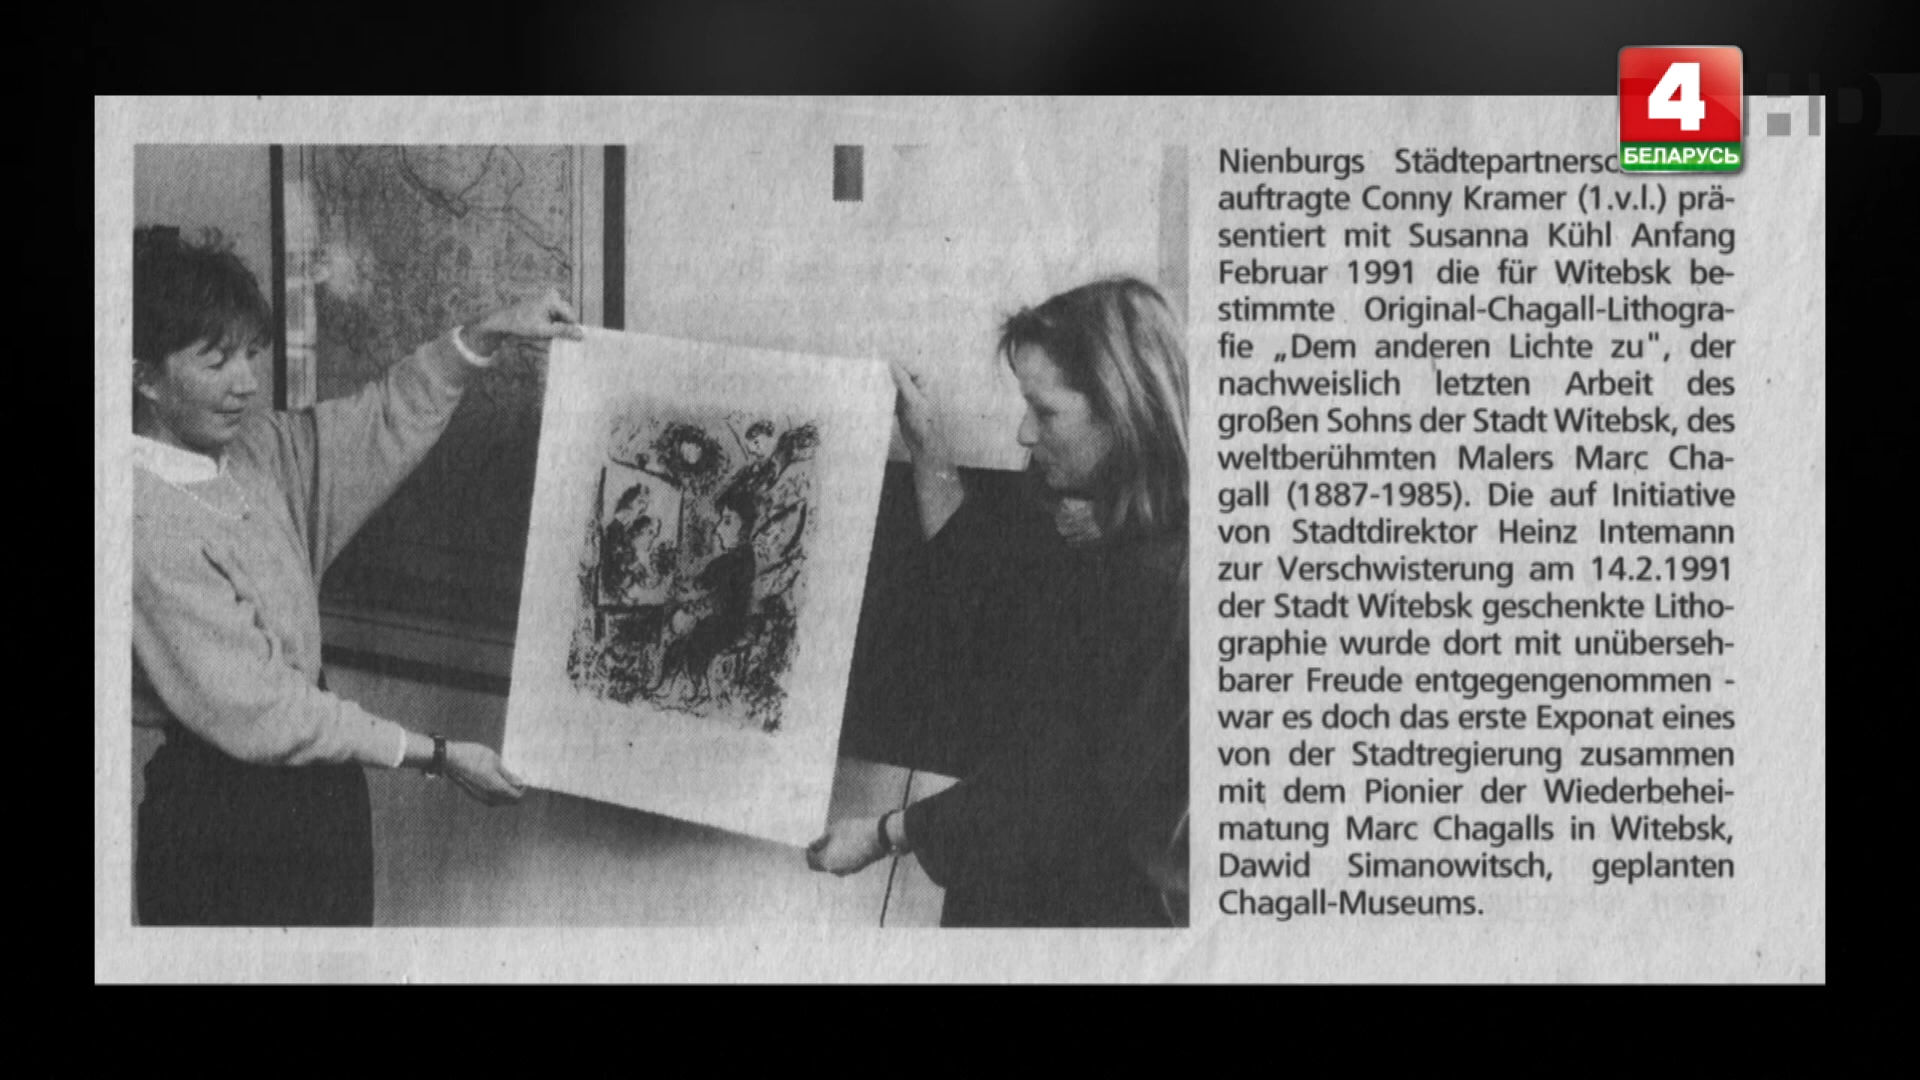 4
БЕЛАРУСЬ
HD
Nienburgs
auftragte Conny Kramer (1.v.l.) prä-
sentiert mit Susanna Kühl Anfang
Februar 1991 die für Witebsk be-
stimmte Original-Chagall-Lithogra-
fie „Dem anderen Lichte zu", der
nachweislich letzten Arbeit des
großen Sohns der Stadt Witebsk, des
weltberühmten Malers Marc Cha-
gall (1887-1985). Die auf Initiative
von Stadtdirektor Heinz Intemann
zur Verschwisterung am 14.2.1991
der Stadt Witebsk geschenkte Litho-
graphie wurde dort mit unüberseh-
barer Freude entgegengenommen -
war es doch das erste Exponat eines
von der Stadtregierung zusammen
mit dem Pionier der Wiederbehei-
matung Marc Chagalls in Witebsk,
Dawid Simanowitsch, geplanten
Chagall-Museums.